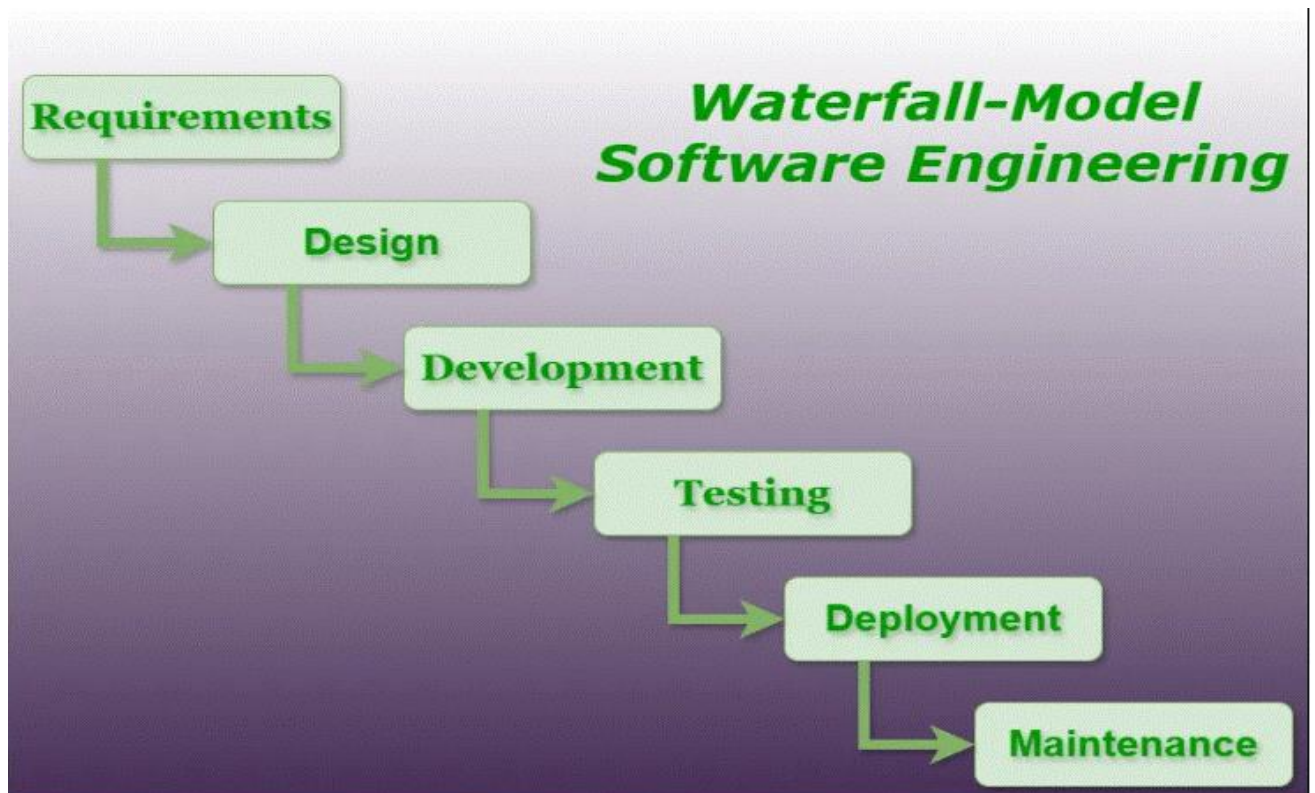 Waterfall-Model
Software Engineering
Requirements
Design
Development
Testing
Deployment
Maintenance